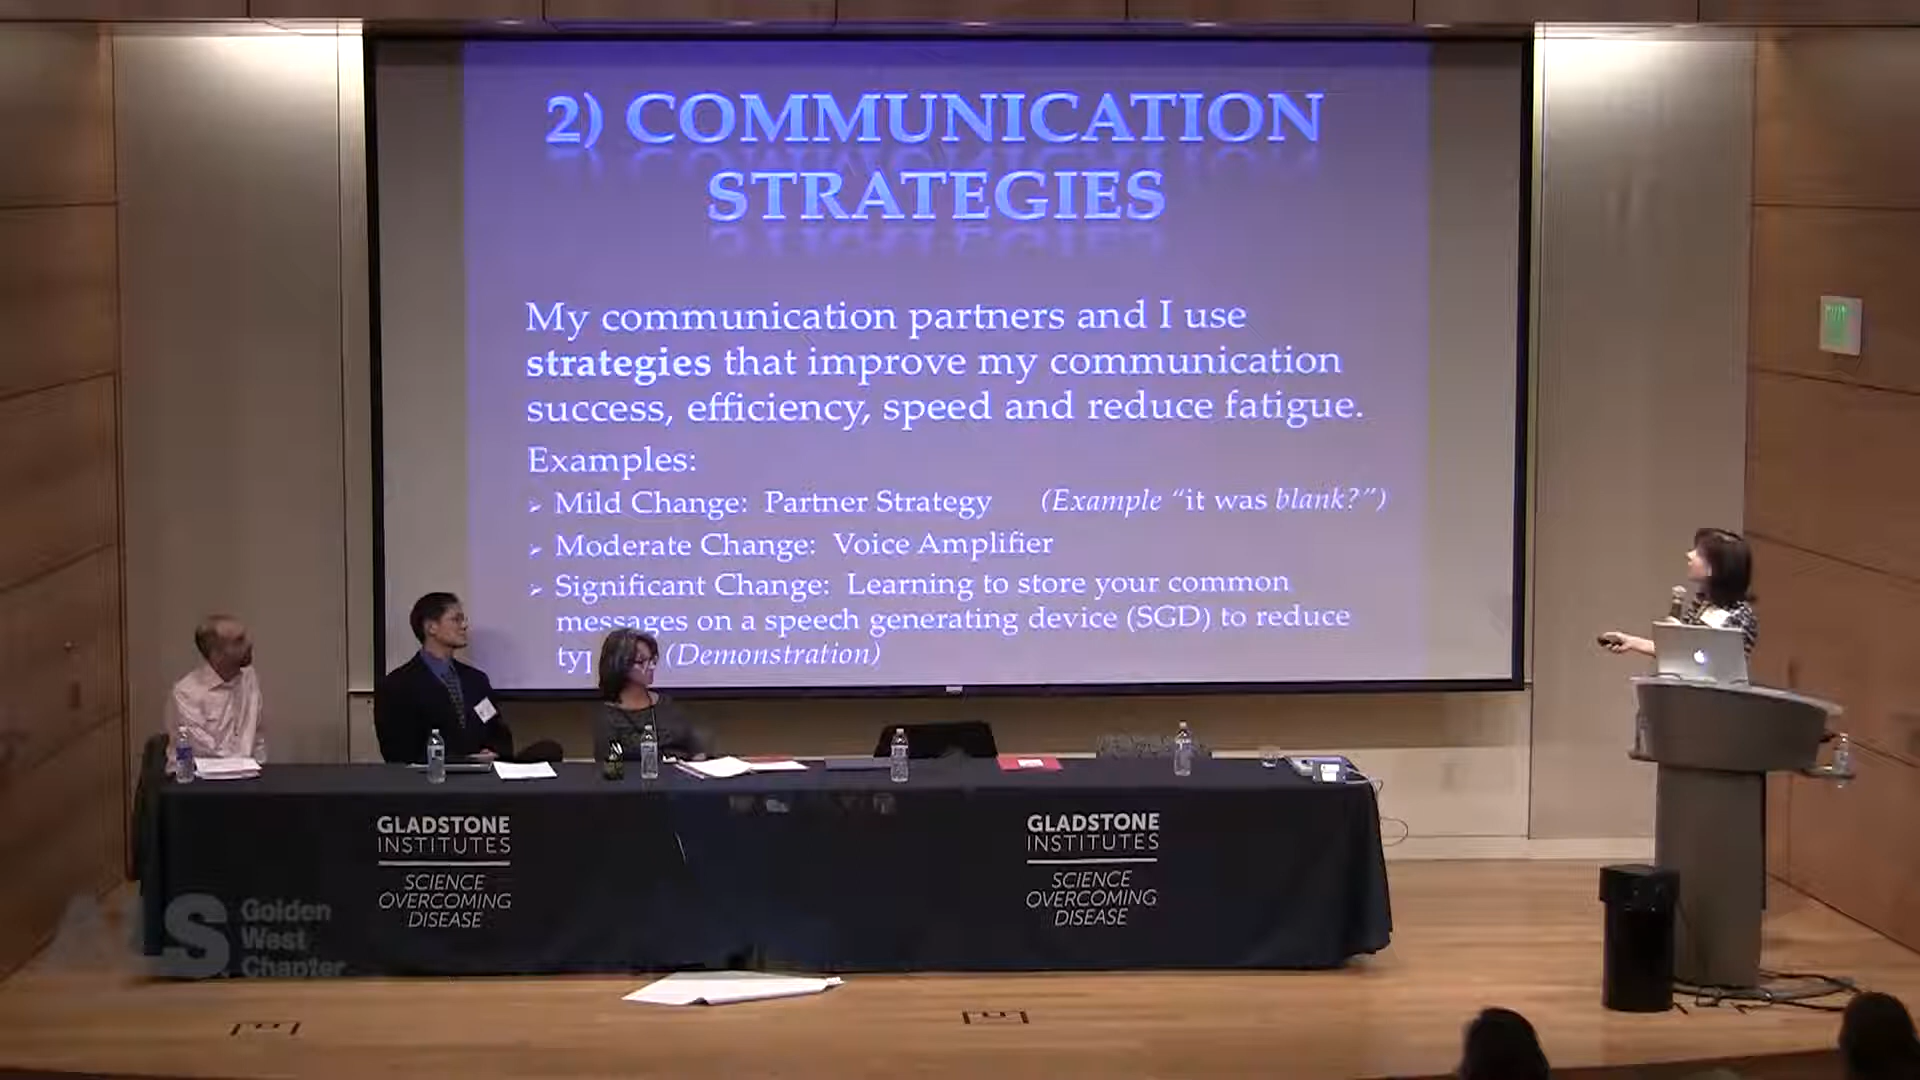 2) COMMUNICATION
STRATEGIES
My communication partners and I use
strategies that improve my communication
success, efficiency, speed and reduce fatigue.
Examples:
➢ Mild Change: Partner Strategy (Example "it was blank?")
➢ Moderate Change: Voice Amplifier
➢ Significant Change: Learning to store your common
messages on a speech generating device (SGD) to reduce
(Demonstration)
GLADSTONE
INSTITUTES
SCIENCE
OVERCOMING
DISEASE
GLADSTONE
INSTITUTES
SCIENCE
OVERCOMING
DISEASE
ALS
Golden
West
Chapter